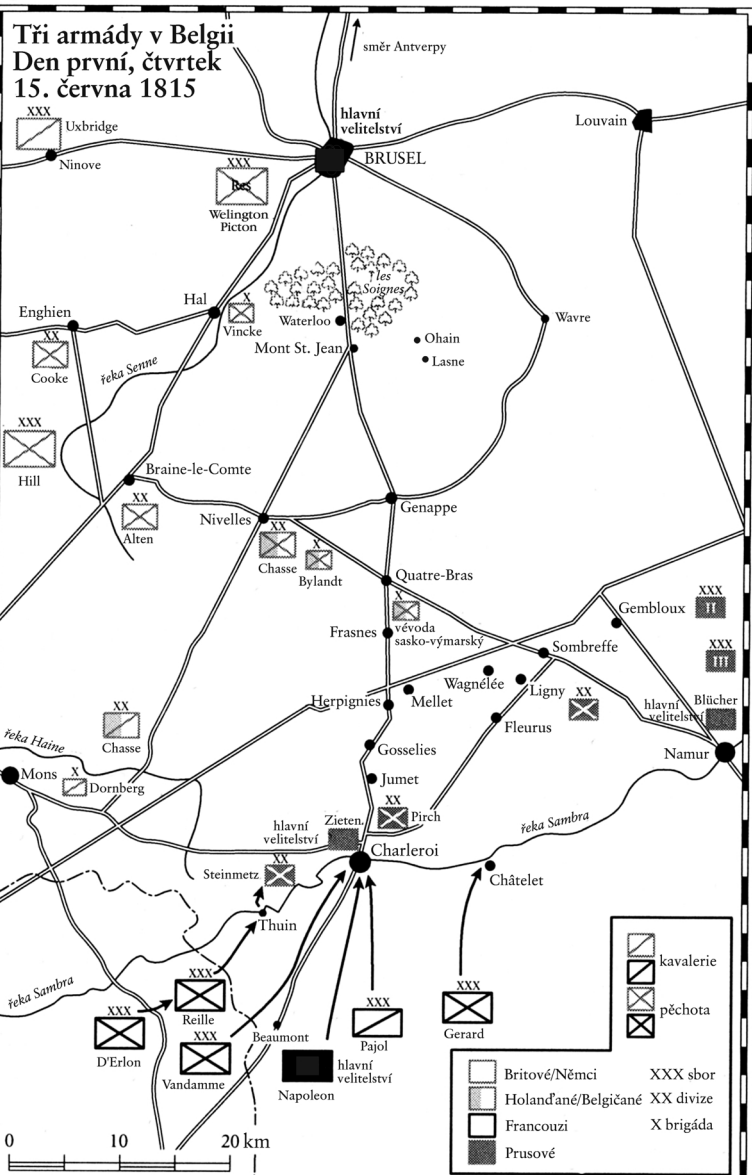 Tři armády v Belgii
Den první, čtvrtek
15. června 1815
směr Antverpy
XXX
Uxbridge
Ninove
hlavní
velitelství
BRUSEL
Louvain
XXX
Res
Welington
Picton
les
Soignes
Hal
X
Vincke
Waterloo
Mont St. Jean
Ohain
Lasne
Wavre
Enghien
XX
Cooke
řeka Senne
XXX
Hill
Braine-le-Comte
XX
Alten
Nivelles
XX
Chasse
X
Bylandt
Genappe
Quatre-Bras
X
vévoda
sasko-výmarský
Frasnes
Sombreffe
Gembloux
XXX
II
XXX
III
Wagnélée
Ligny
Mellet
Herpignies
XX
Fleurus
hlavní
velitelství
Blücher
Namur
XX
Chasse
řeka Haine
Mons
X
Dornberg
Gosselies
Jumet
XX
Pirch
Zieten
hlavní
velitelství
Charleroi
řeka Sambra
Châtelet
XX
Steinmetz
Thuin
řeka Sambra
XXX
D'Erlon
XXX
Reille
XXX
Vandamme
Beaumont
Napoleon
hlavní
velitelství
XXX
Pajol
XXX
Gerard
kavalerie
pěchota
Britové/Němci
XXX sbor
Holanďané/Belgičané
XX divize
Francouzi
X brigáda
Prusové
0 10 20 km